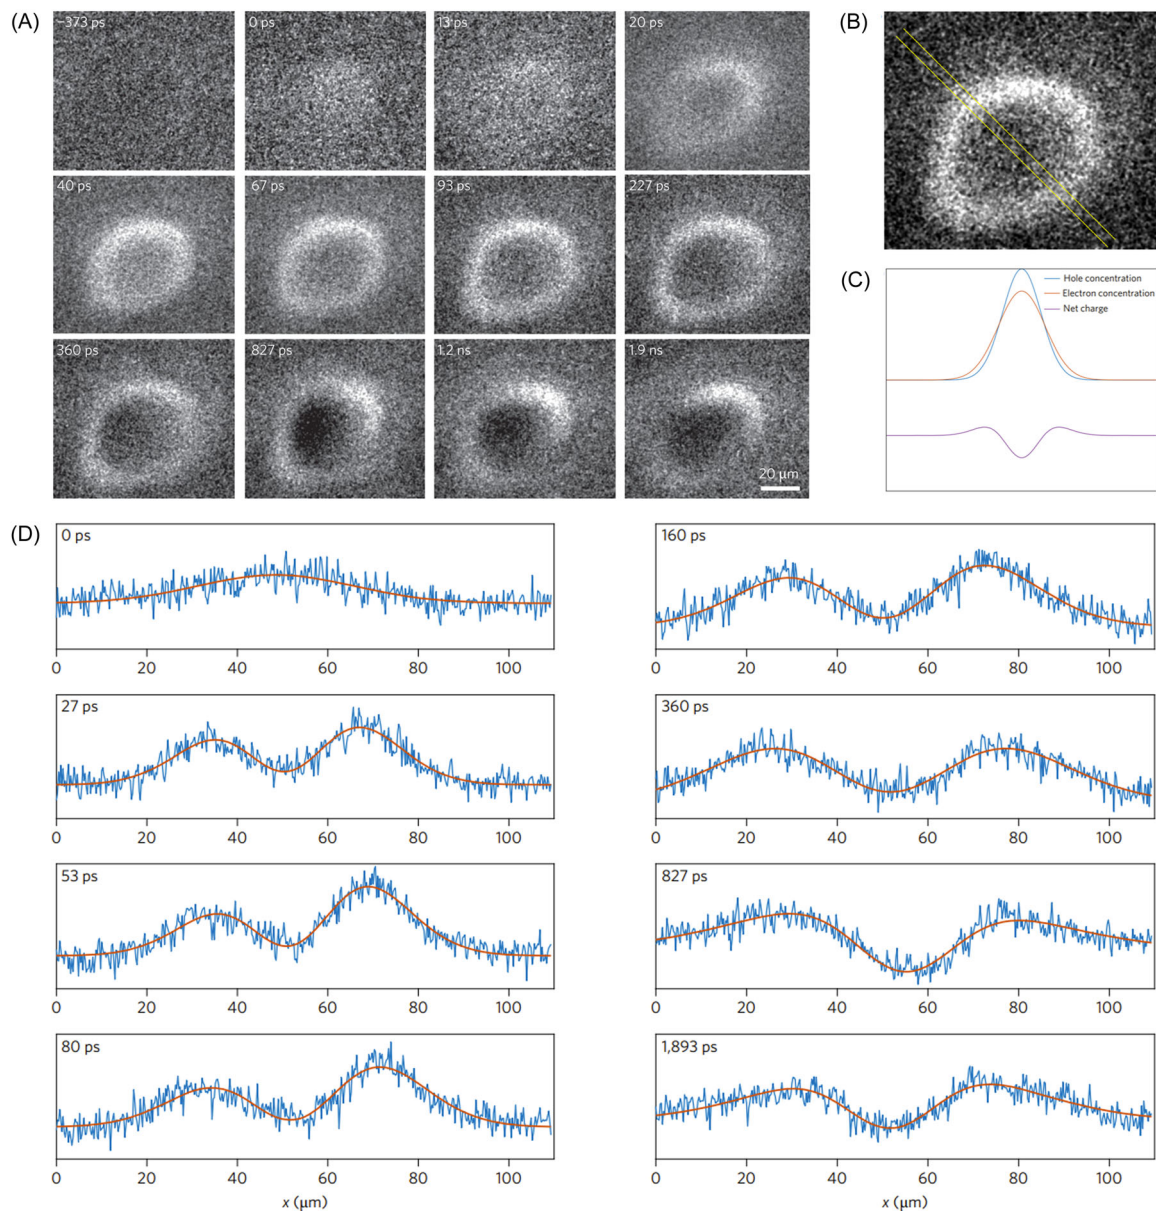 (A)
−373 ps
0 ps
13 ps
20 ps
40 ps
67 ps
93 ps
227 ps
360 ps
827 ps
1.2 ns
1.9 ns
20 μm
(B)
(C)
Hole concentration
Electron concentration
Net charge
(D)
0 ps
0 20 40 60 80 100
27 ps
0 20 40 60 80 100
53 ps
0 20 40 60 80 100
80 ps
0 20 40 60 80 100
x (μm)
160 ps
0 20 40 60 80 100
360 ps
0 20 40 60 80 100
827 ps
0 20 40 60 80 100
1,893 ps
0 20 40 60 80 100
x (μm)